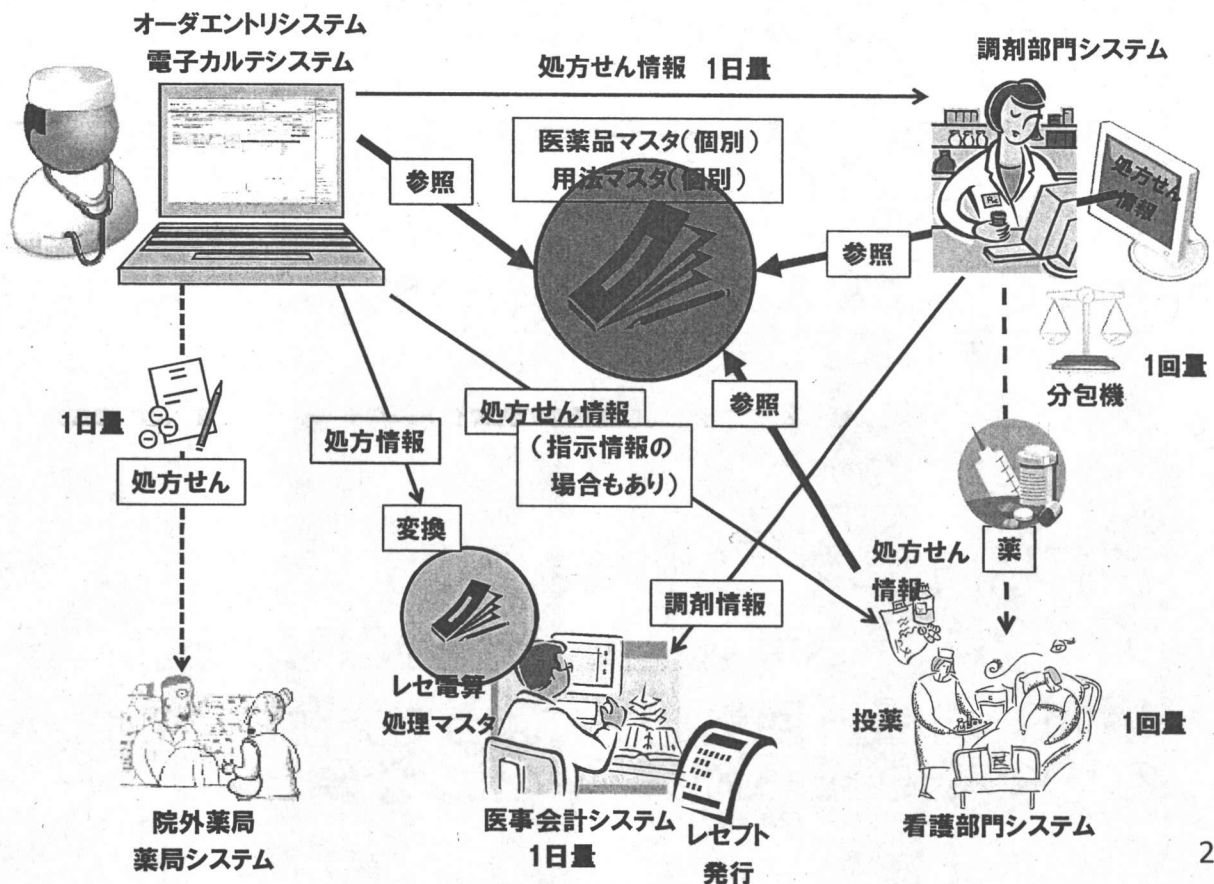 オーダエントリシステム
電子カルテシステム
処方せん情報 1日量
調剤部門システム
医薬品マスタ(個別)
用法マスタ(個別)
参照
参照
処方せん
情報
1日量
処方せん
処方情報
処方せん情報
(指示情報の
場合もあり)
参照
分包機
1回量
変換
薬
処方せん
情報
調剤情報
レセ電算
処理マスタ
投薬
1回量
院外薬局
薬局システム
医事会計システム
1日量
レセプト
発行
看護部門システム
2